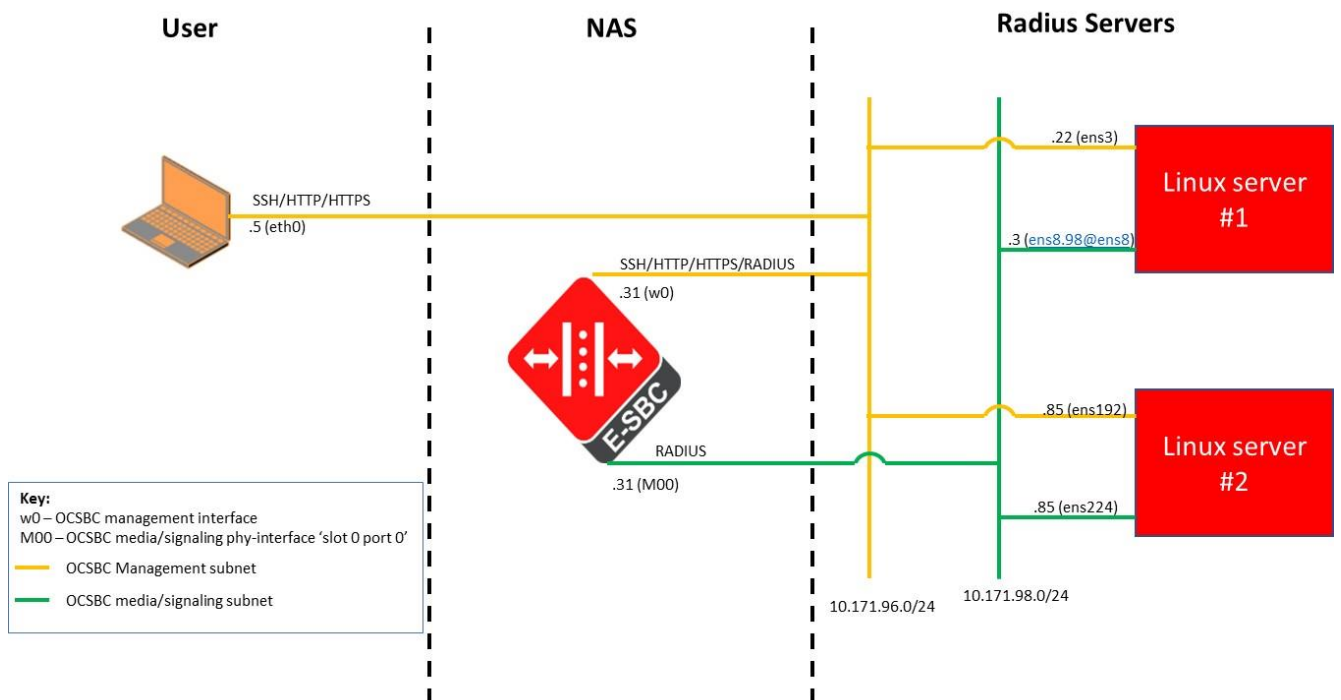 User
NAS
Radius Servers
.22 (ens3)
Linux server
#1
SSH/HTTP/HTTPS
.5 (eth0)
.3 (ens8.98@ens8)
SSH/HTTP/HTTPS/RADIUS
.31 (w0)
E-SBC
.85 (ens192)
Linux server
#2
RADIUS
.31 (M00)
.85 (ens224)
Key:
w0 – OCSBC management interface
M00 – OCSBC media/signaling phy-interface ‘slot 0 port 0’
OCSBC Management subnet
OCSBC media/signaling subnet
10.171.96.0/24
10.171.98.0/24